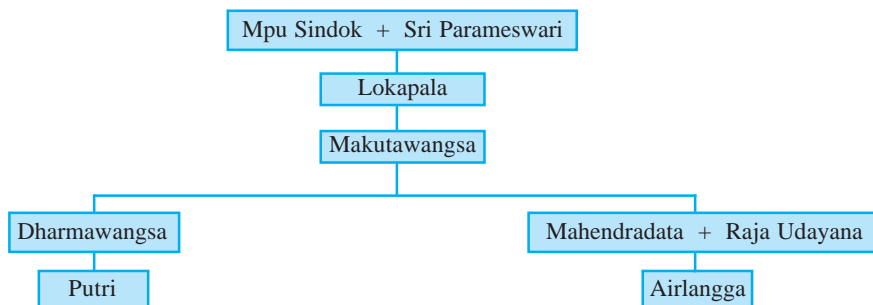 Mpu Sindok + Sri Parameswari
Lokapala
Makutawangsa
Dharmawangsa
Mahendradata + Raja Udayana
Putri
Airlangga